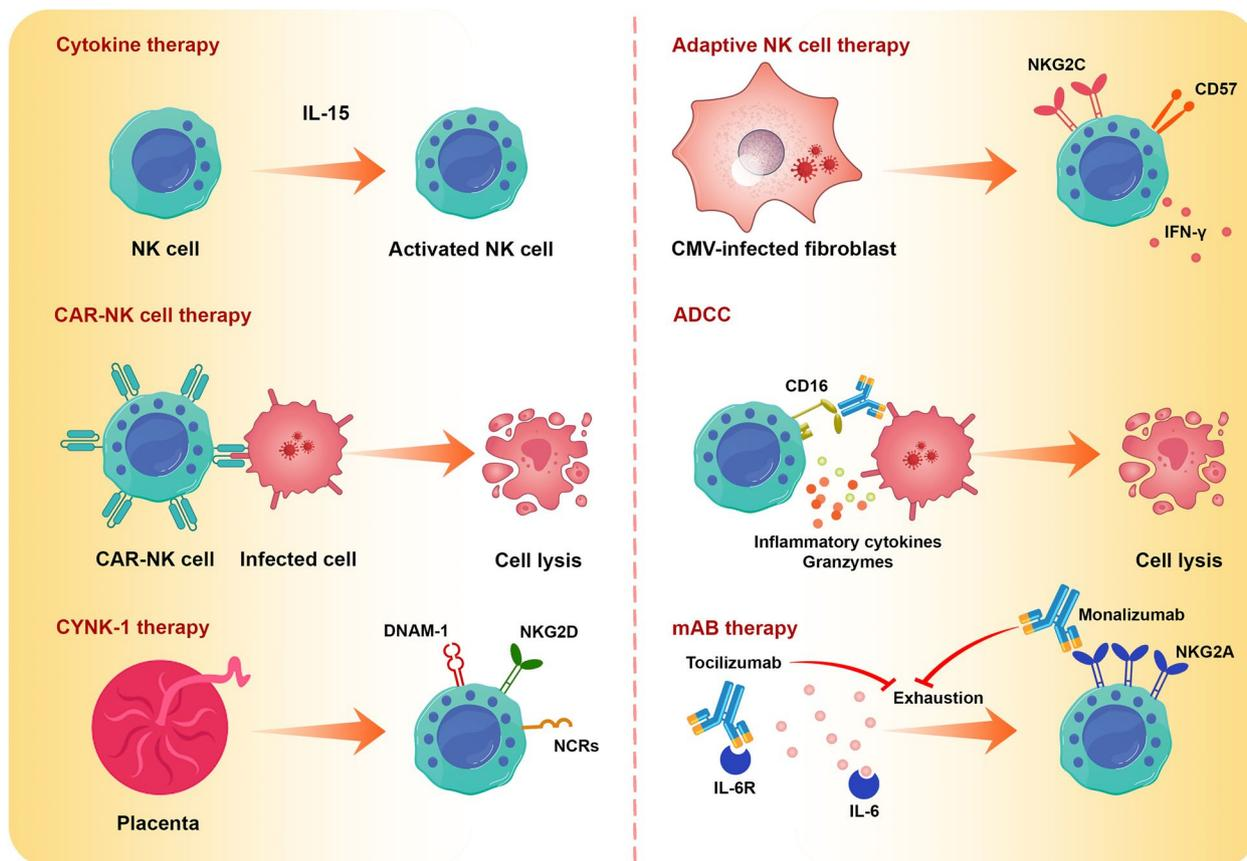 Cytokine therapy
IL-15
NK cell
Activated NK cell
CAR-NK cell therapy
CAR-NK cell
Infected cell
Cell lysis
CYNK-1 therapy
DNAM-1
NKG2D
NCRs
Placenta
Adaptive NK cell therapy
NKG2C
CD57
IFN-γ
CMV-infected fibroblast
ADCC
CD16
Inflammatory cytokines
Granzymes
Cell lysis
mAB therapy
Monalizumab
NKG2A
Tocilizumab
Exhaustion
IL-6R
IL-6